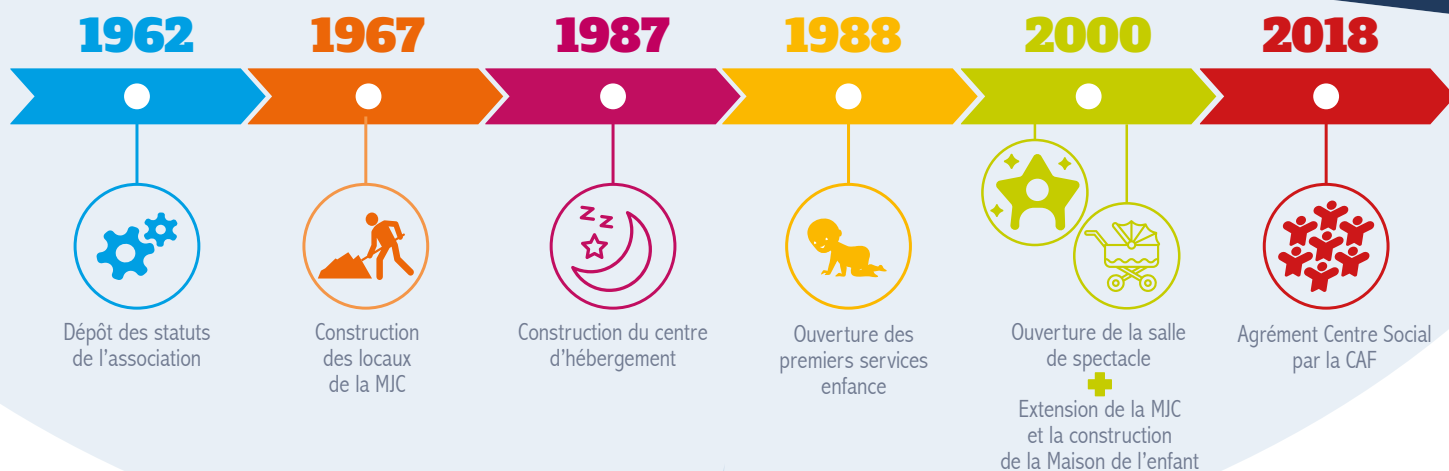 1962
1967
1987
1988
2000
2018
Dépôt des statuts
de l'association
Construction
des locaux
de la MJC
Construction du centre
d'hébergement
Ouverture des
premiers services
enfance
Ouverture de la salle
de spectacle
Extension de la MJC
et la construction
de la Maison de l'enfant
Agrément Centre Social
par la CAF